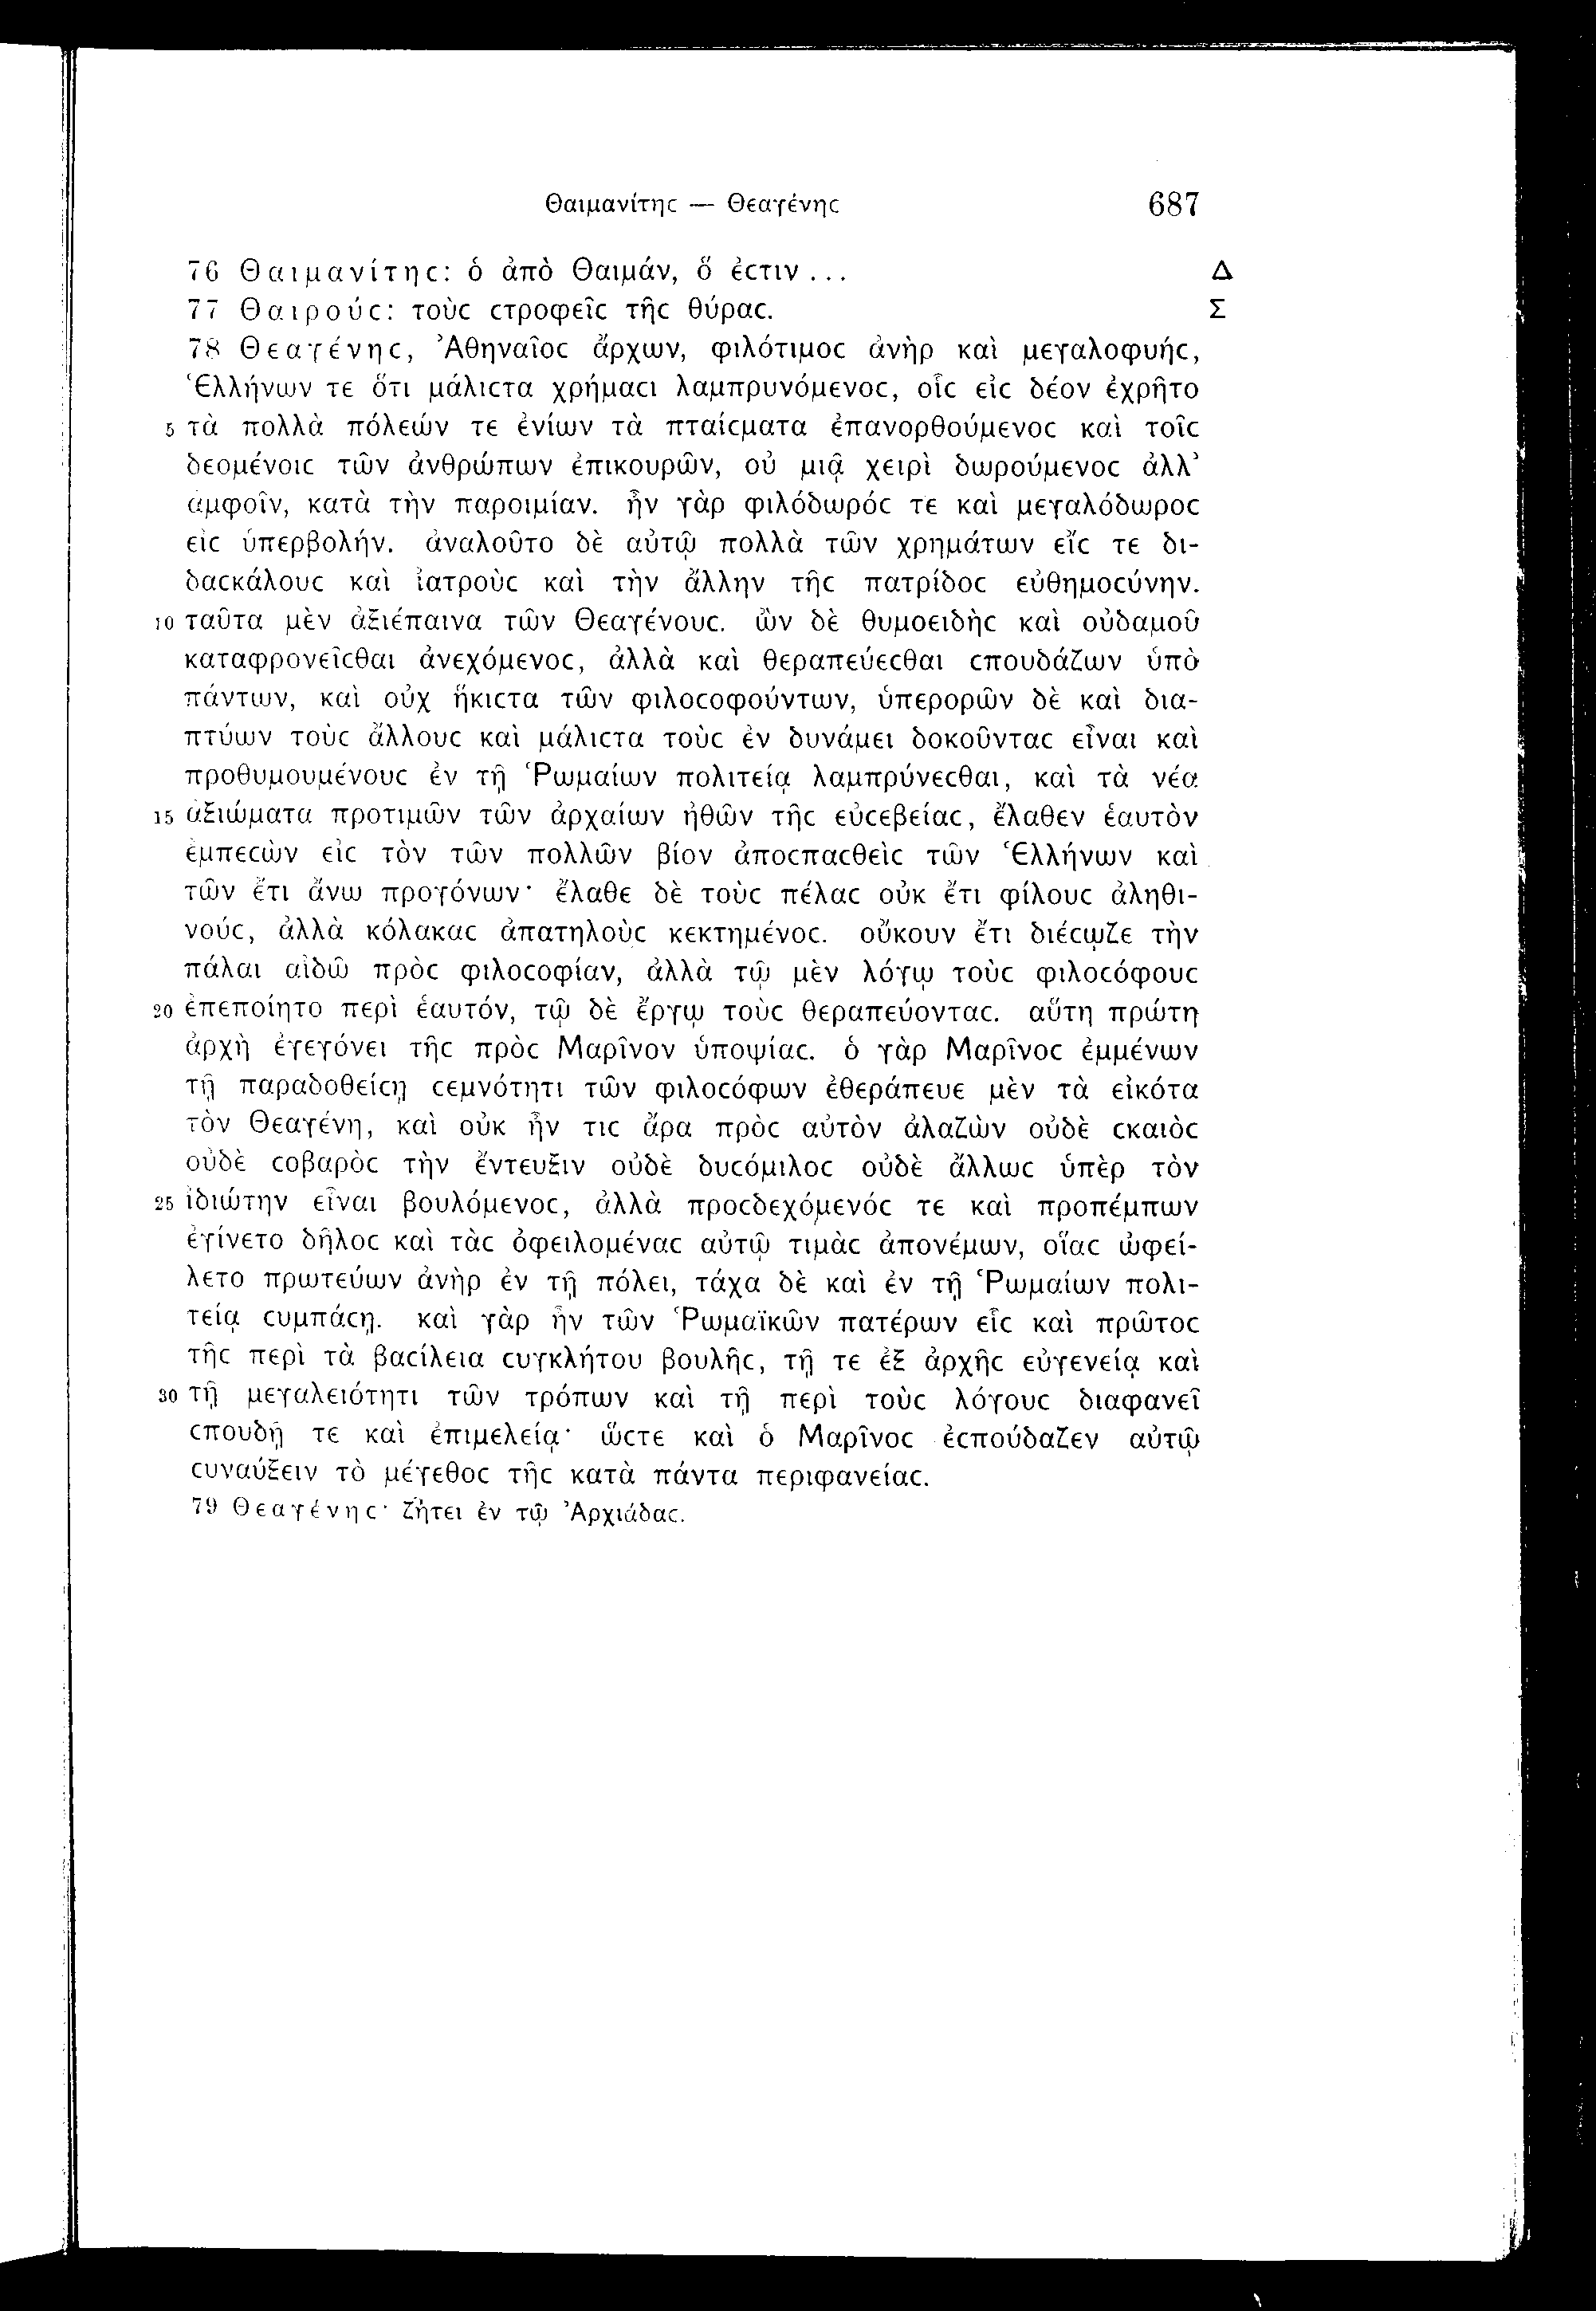 Θαιμανίτηϲ — Θεαγένηϲ 687
76 Θαιμανίτηϲ: ὁ ἀπὸ Θαιμάν, ὅ ἐϲτιν ... Δ
77 Θαιρούϲ: τοὺϲ ϲτροφεῖϲ τῆϲ θύραϲ. Σ
78 Θεαγένηϲ, Ἀθηναῖοϲ ἄρχων, φιλότιμοϲ ἀνὴρ καὶ μεγαλοφυήϲ,
Ἑλλήνων τε ὅτι μάλιϲτα χρήμαϲι λαμπρυνόμενοϲ, οἷϲ εἰϲ δέον ἐχρῆτο
5 τὰ πολλὰ πόλεών τε ἐνίων τὰ πταίϲματα ἐπανορθούμενοϲ καὶ τοῖϲ
δεομένοιϲ τῶν ἀνθρώπων ἐπικουρῶν, οὐ μιᾷ χειρὶ δωρούμενοϲ ἀλλ’
ἀμφοῖν, κατὰ τὴν παροιμίαν. ἦν γὰρ φιλόδωρόϲ τε καὶ μεγαλόδωροϲ
εἰϲ ὑπερβολήν. ἀναλοῦτο δὲ αὐτῷ πολλὰ τῶν χρημάτων εἴϲ τε δι-
δαϲκάλουϲ καὶ ἰατροὺϲ καὶ τὴν ἄλλην τῆϲ πατρίδοϲ εὐθημοϲύνην.
10 ταῦτα μὲν ἀξιέπαινα τῶν Θεαγένουϲ. ὢν δὲ θυμοειδὴϲ καὶ οὐδαμοῦ
καταφρονεῖϲθαι ἀνεχόμενοϲ, ἀλλὰ καὶ θεραπεύεϲθαι ϲπουδάζων ὑπὸ
πάντων, καὶ οὐχ ἥκιϲτα τῶν φιλοϲοφούντων, ὑπερορῶν δὲ καὶ δια-
πτύων τοὺϲ ἄλλουϲ καὶ μάλιϲτα τοὺϲ ἐν δυνάμει δοκοῦνταϲ εἶναι καὶ
προθυμουμένουϲ ἐν τῇ Ῥωμαίων πολιτείᾳ λαμπρύνεϲθαι, καὶ τὰ νέα
15 ἀξιώματα προτιμῶν τῶν ἀρχαίων ἠθῶν τῆϲ εὐϲεβείαϲ, ἔλαθεν ἑαυτὸν
ἐμπεϲὼν εἰϲ τὸν τῶν πολλῶν βίον ἀποϲπαϲθεὶϲ τῶν Ἑλλήνων καὶ
τῶν ἔτι ἄνω προγόνων· ἔλαθε δὲ τοὺϲ πέλαϲ οὐκ ἔτι φίλουϲ ἀληθι-
νούϲ, ἀλλὰ κόλακαϲ ἀπατηλοὺϲ κεκτημένοϲ. οὔκουν ἔτι διέϲῳζε τὴν
πάλαι αἰδῶ πρὸϲ φιλοϲοφίαν, ἀλλὰ τῷ μὲν λόγῳ τοὺϲ φιλοϲόφουϲ
20 ἐπεποίητο περὶ ἑαυτόν, τῷ δὲ ἔργῳ τοὺϲ θεραπεύονταϲ. αὕτη πρώτη
ἀρχὴ ἐγεγόνει τῆϲ πρὸϲ Μαρῖνον ὑποψίαϲ. ὁ γὰρ Μαρῖνοϲ ἐμμένων
τῇ παραδοθείϲῃ ϲεμνότητι τῶν φιλοϲόφων ἐθεράπευε μὲν τὰ εἰκότα
τὸν Θεαγένη, καὶ οὐκ ἦν τιϲ ἄρα πρὸϲ αὐτὸν ἀλαζὼν οὐδὲ ϲκαιὸϲ
οὐδὲ ϲοβαρὸϲ τὴν ἔντευξιν οὐδὲ δυϲόμιλοϲ οὐδὲ ἄλλωϲ ὑπὲρ τὸν
25 ἰδιώτην εἶναι βουλόμενοϲ, ἀλλὰ προϲδεχόμενόϲ τε καὶ προπέμπων
ἐγίνετο δῆλοϲ καὶ τὰϲ ὀφειλομέναϲ αὐτῷ τιμὰϲ ἀπονέμων, οἵαϲ ὠφεί-
λετο πρωτεύων ἀνὴρ ἐν τῇ πόλει, τάχα δὲ καὶ ἐν τῇ Ῥωμαίων πολι-
τείᾳ ϲυμπάϲῃ. καὶ γὰρ ἦν τῶν Ῥωμαϊκῶν πατέρων εἷϲ καὶ πρῶτοϲ
τῆϲ περὶ τὰ βαϲίλεια ϲυγκλήτου βουλῆϲ, τῇ τε ἐξ ἀρχῆϲ εὐγενείᾳ καὶ
30 τῇ μεγαλειότητι τῶν τρόπων καὶ τῇ περὶ τοὺϲ λόγουϲ διαφανεῖ
ϲπουδῇ τε καὶ ἐπιμελείᾳ· ὥϲτε καὶ ὁ Μαρῖνοϲ ἐϲπούδαζεν αὐτῷ
ϲυναύξειν τὸ μέγεθοϲ τῆϲ κατὰ πάντα περιφανείαϲ.
79 Θεαγένηϲ· ζήτει ἐν τῷ Ἀρχιάδαϲ.